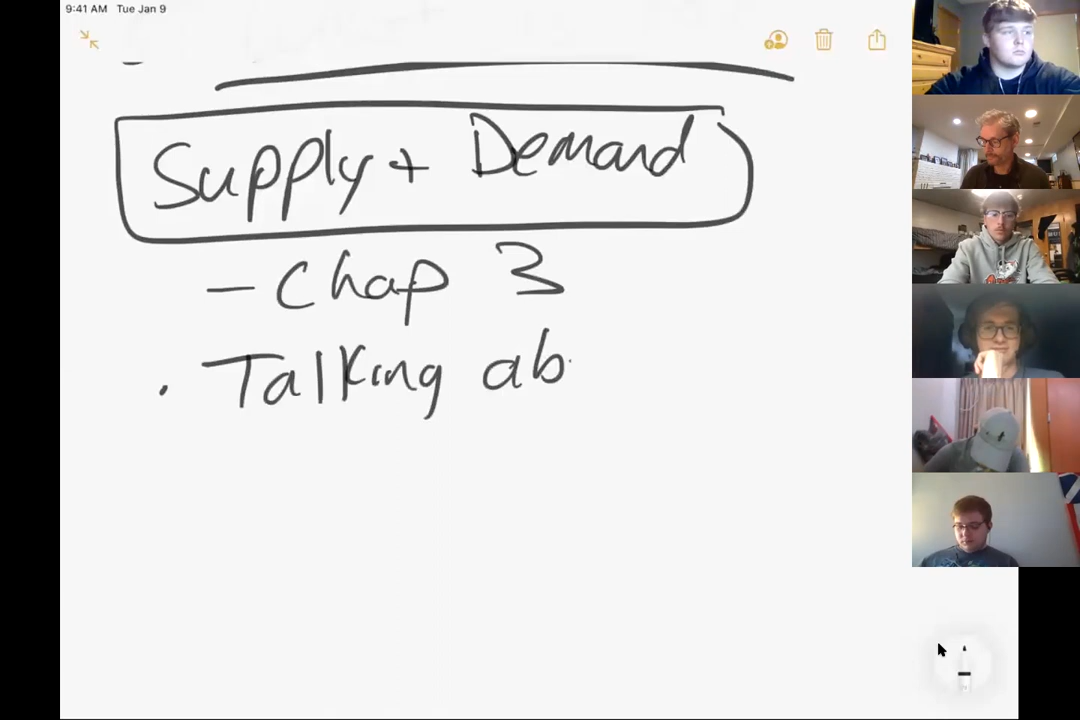 9:41 AM Tue Jan 9
Supply + Demand
- Chap 3
. Talking ab